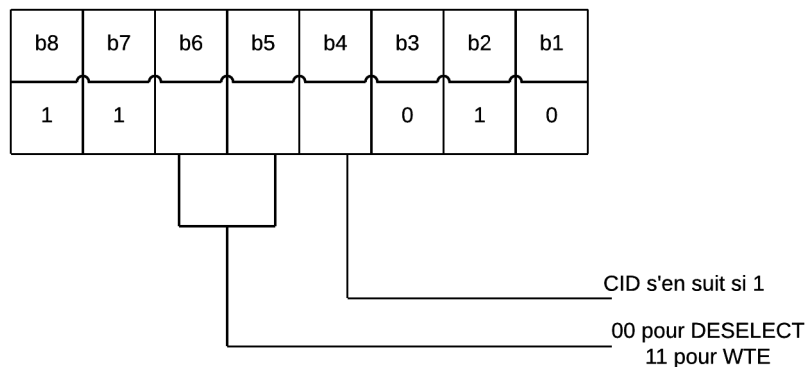 b8 b7 b6 b5 b4 b3 b2 b1
1 1 0 1 0
CID s'en suit si 1
00 pour DESELECT
11 pour WTE